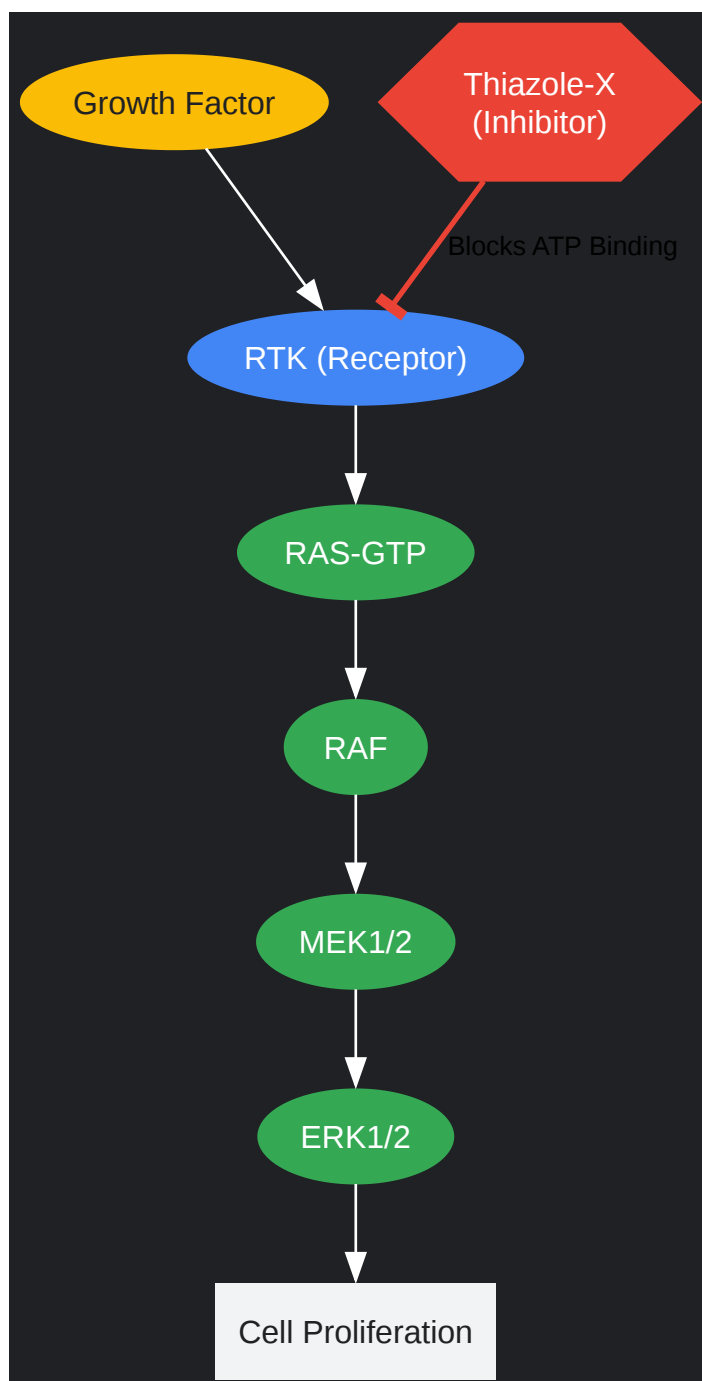 Growth Factor
Thiazole-X
(Inhibitor)
Blocks ATP Binding
RTK (Receptor)
RAS-GTP
RAF
MEK1/2
ERK1/2
Cell Proliferation